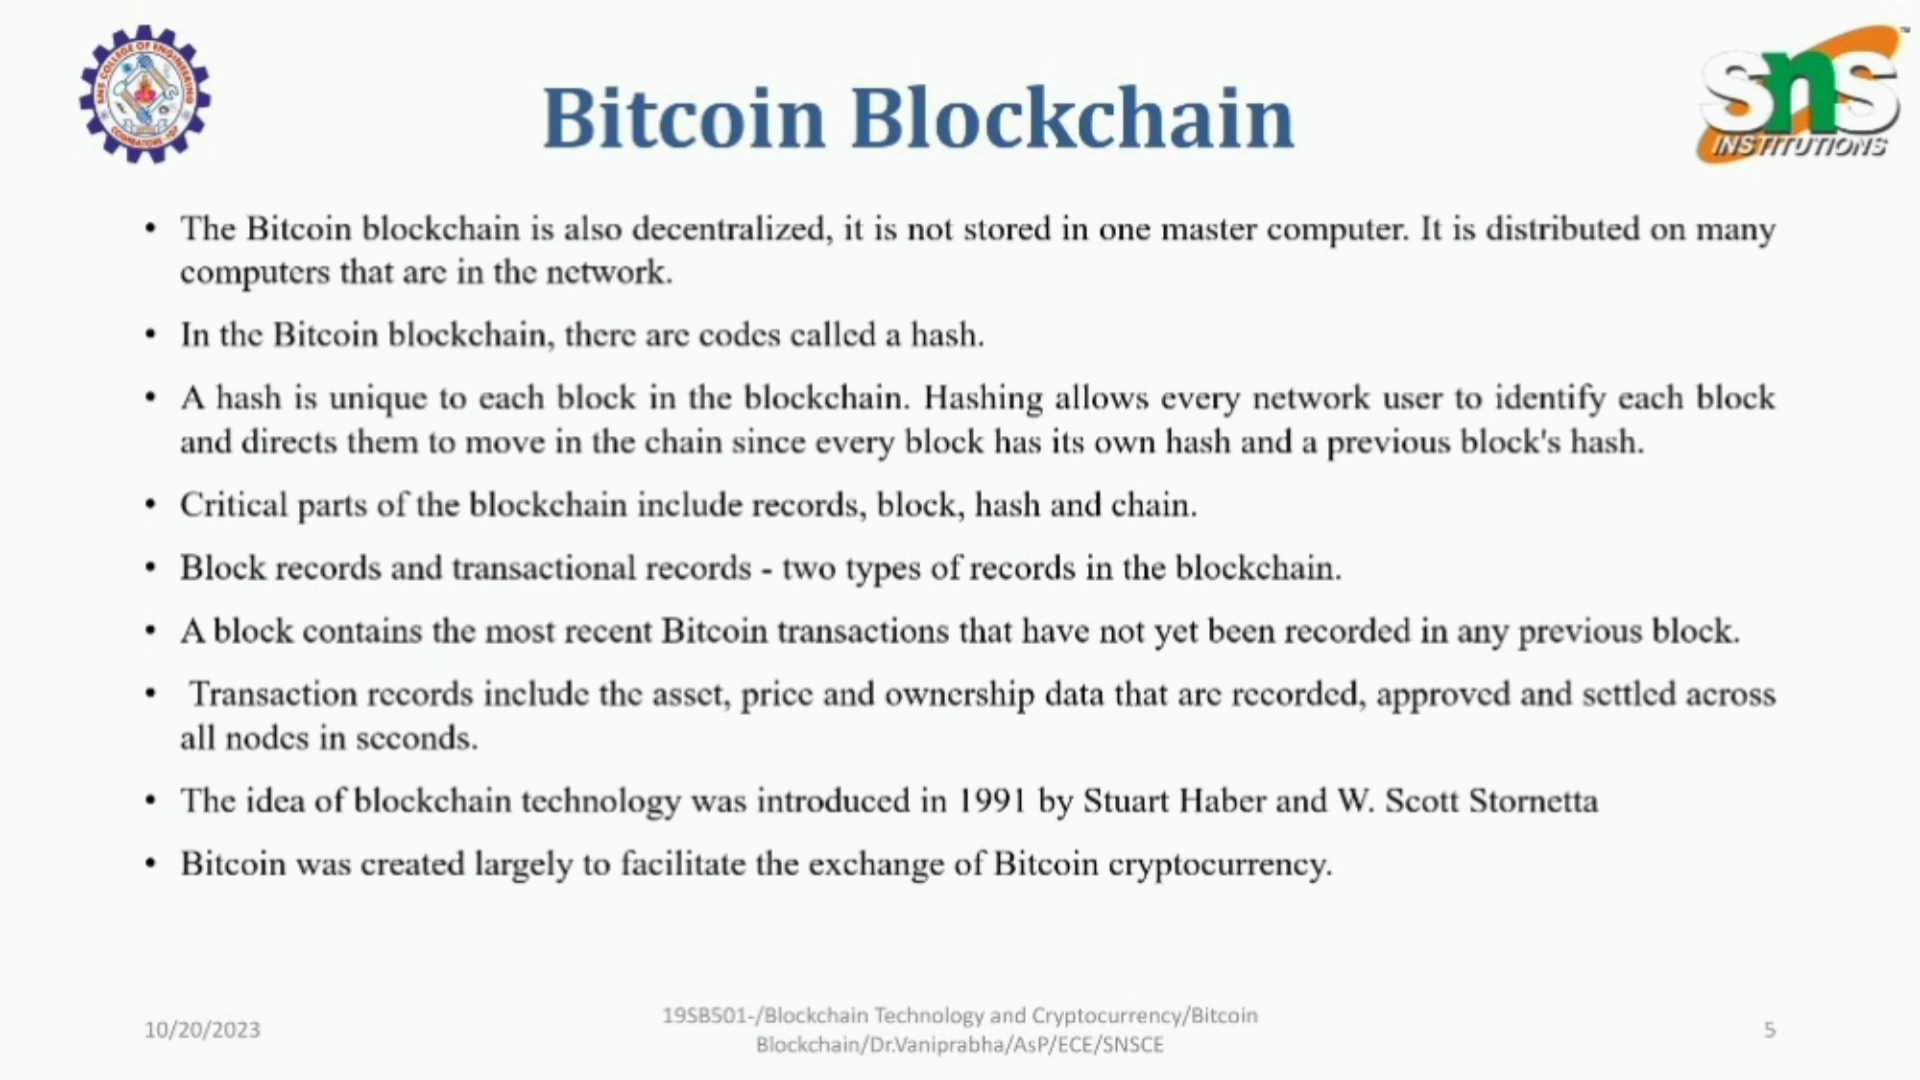 SNS COLLEGE OF ENGINEERING
COIMBATORE
SNS
INSTITUTIONS
Bitcoin Blockchain
• The Bitcoin blockchain is also decentralized, it is not stored in one master computer. It is distributed on many
computers that are in the network.
• In the Bitcoin blockchain, there are codes called a hash.
• A hash is unique to each block in the blockchain. Hashing allows every network user to identify each block
and directs them to move in the chain since every block has its own hash and a previous block's hash.
• Critical parts of the blockchain include records, block, hash and chain.
• Block records and transactional records - two types of records in the blockchain.
• A block contains the most recent Bitcoin transactions that have not yet been recorded in any previous block.
• Transaction records include the asset, price and ownership data that are recorded, approved and settled across
all nodes in seconds.
• The idea of blockchain technology was introduced in 1991 by Stuart Haber and W. Scott Stornetta
• Bitcoin was created largely to facilitate the exchange of Bitcoin cryptocurrency.
10/20/2023
19SB501-/Blockchain Technology and Cryptocurrency/Bitcoin
Blockchain/Dr.Vaniprabha/AsP/ECE/SNSCE
5